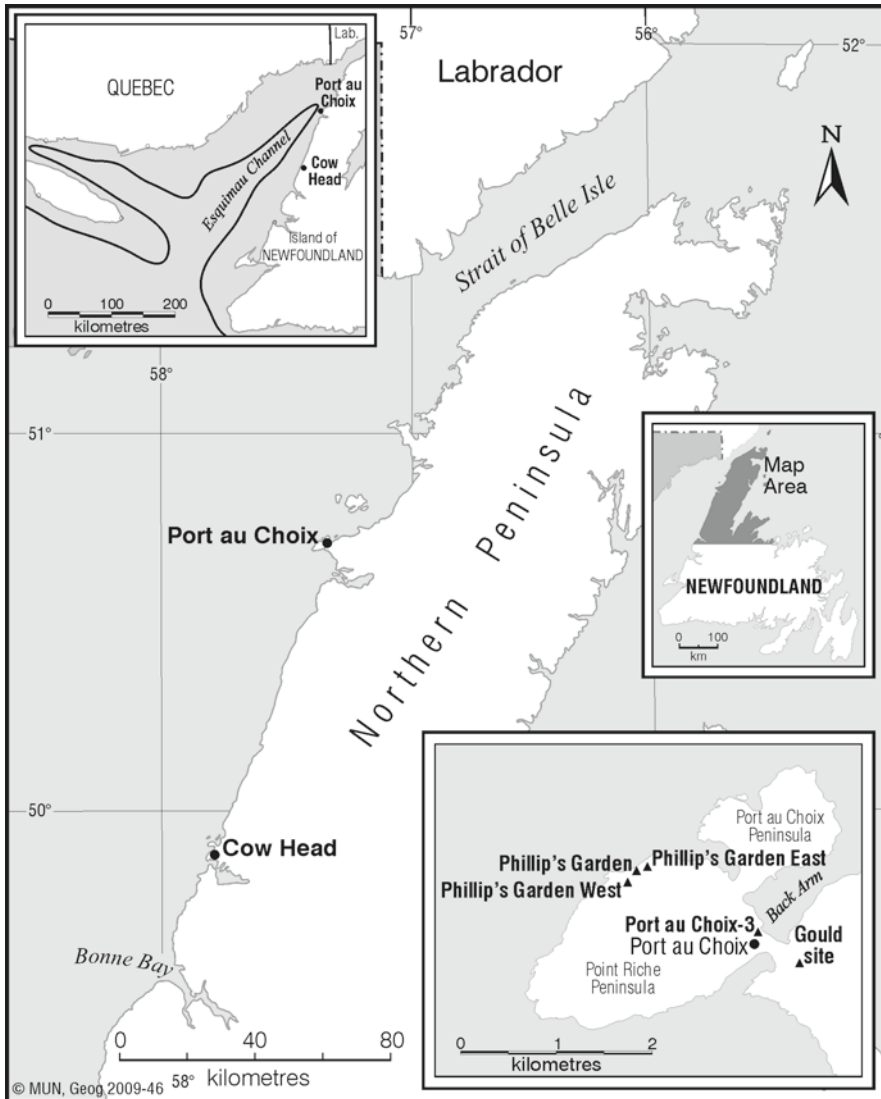 57°
56°
52°
Lab.
QUEBEC
Port au
Choix
Esquimau Channel
Cow
Head
Island of
NEWFOUNDLAND
0 100 200
kilometres
Labrador
N
Strait of Belle Isle
58°
51°
Map
Area
NEWFOUNDLAND
0 100
km
Port au Choix
Northern Peninsula
50°
Cow Head
Bonne Bay
Port au Choix
Peninsula
Phillip's Garden
Phillip's Garden East
Phillip's Garden West
Back Arm
Port au Choix-3
Port au Choix
Gould
site
Point Riche
Peninsula
0 1 2
kilometres
0 40 80
58° kilometres
© MUN, Geog 2009-46